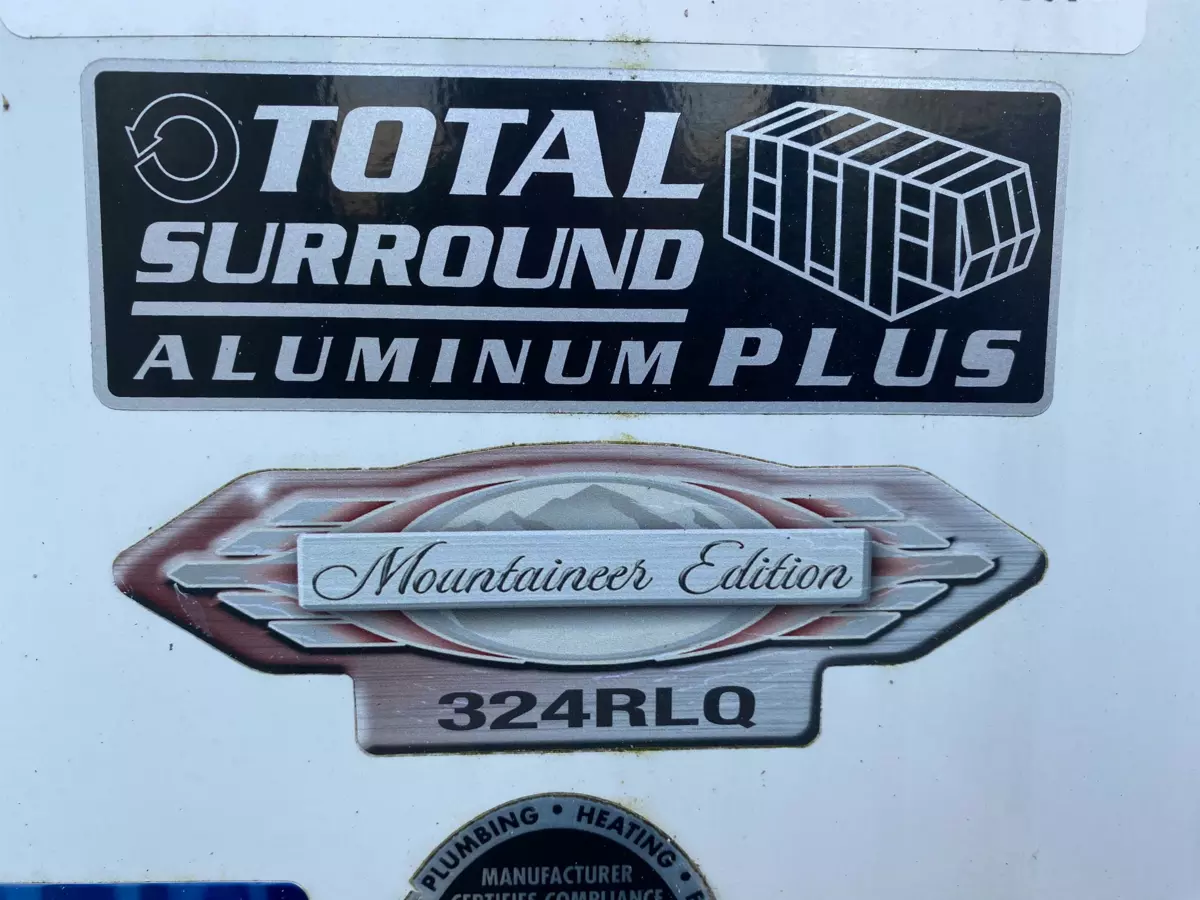 TOTAL
SURROUND
ALUMINUM PLUS
Mountaineer Edition
324RLQ
PLUMBING • HEATING •
MANUFACTURER
CERTIFIES COMPLIANCE